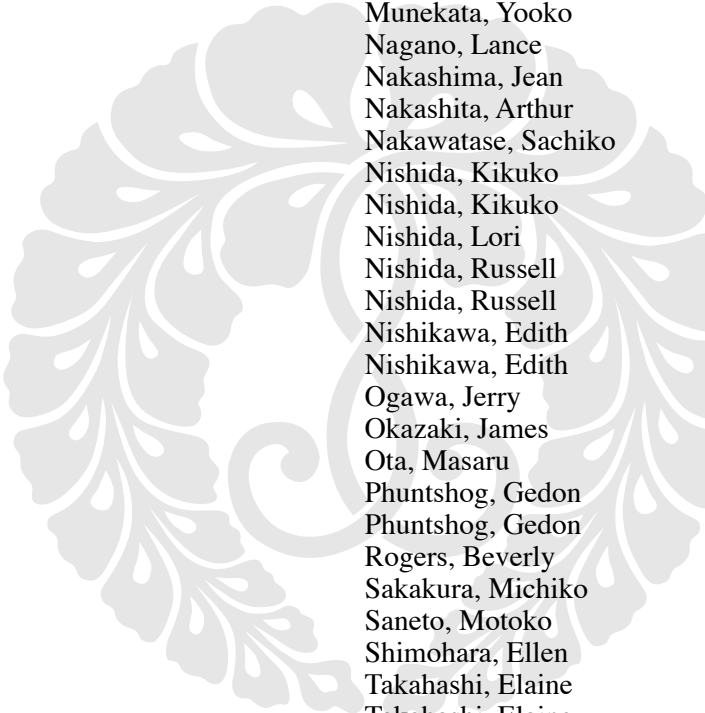 Munekata, Yooko
Nagano, Lance
Nakashima, Jean
Nakashita, Arthur
Nakawatase, Sachiko
Nishida, Kikuko
Nishida, Kikuko
Nishida, Lori
Nishida, Russell
Nishida, Russell
Nishikawa, Edith
Nishikawa, Edith
Ogawa, Jerry
Okazaki, James
Ota, Masaru
Phuntshog, Gedon
Phuntshog, Gedon
Rogers, Beverly
Sakakura, Michiko
Saneto, Motoko
Shimohara, Ellen
Takahashi, Elaine
Takahashi, Elaine